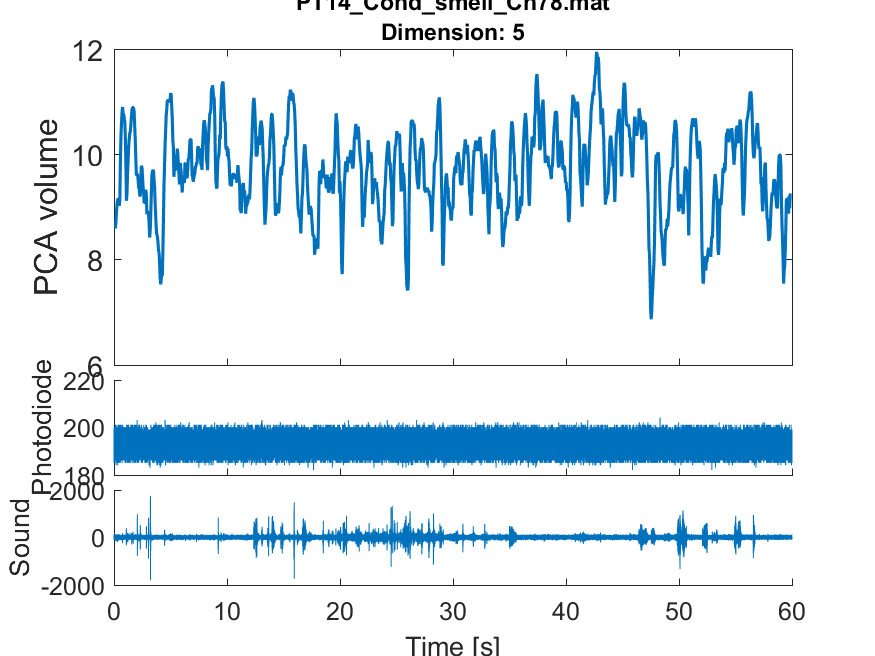 PT14_Cond_smell_Ch78.mat
Dimension: 5
12
10
8
6
PCA volume
220
200
180
Photodiode
2000
0
-2000
Sound
0 10 20 30 40 50 60
Time [s]